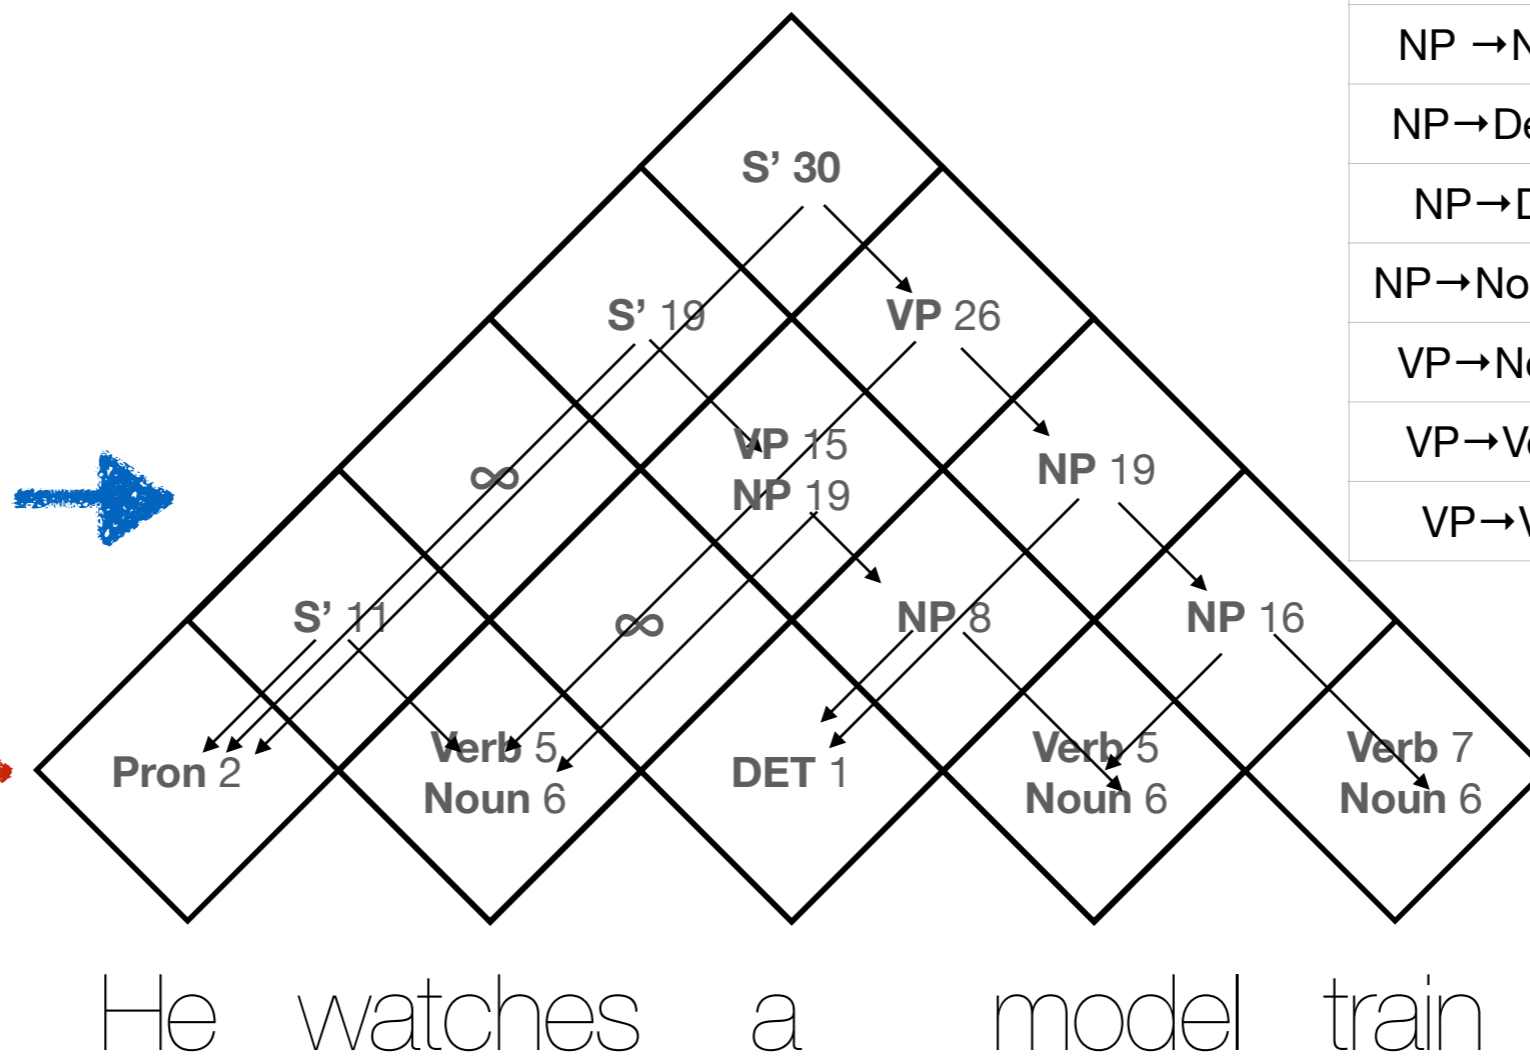 S’ 30
S’ 19
VP 26
∞
VP 15
NP 19
NP 19
S’ 11
∞
NP 8
NP 16
Pron 2
Verb 5
Noun 6
DET 1
Verb 5
Noun 6
Verb 7
Noun 6
He watches a model train
NP →N
NP→De
NP→D
NP→No
VP→No
VP→Ve
VP→V